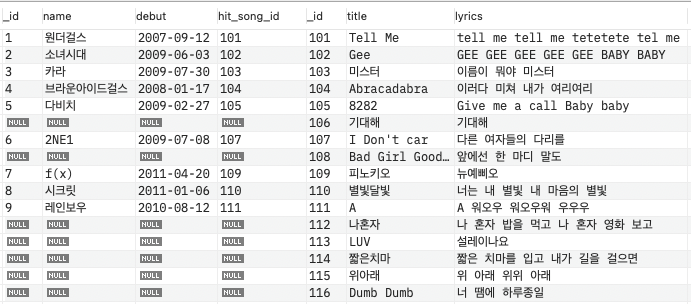 _id name debut hit_song_id _id title lyrics
1 원더걸스 2007-09-12 101 101 Tell Me tell me tell me tetetete tel me
2 소녀시대 2009-06-03 102 102 Gee GEE GEE GEE GEE GEE BABY BABY
3 카라 2009-07-30 103 103 미스터 이름이 뭐야 미스터
4 브라운아이드걸스 2008-01-17 104 104 Abracadabra 이러다 미쳐 내가 여리여리
5 다비치 2009-02-27 105 105 8282 Give me a call Baby baby
NULL NULL NULL NULL 106 기대해 기대해
6 2NE1 2009-07-08 107 107 I Don't car 다른 여자들의 다리를
NULL NULL NULL NULL 108 Bad Girl Good… 앞에선 한 마디 말도
7 f(x) 2011-04-20 109 109 피노키오 뉴예삐오
8 시크릿 2011-01-06 110 110 별빛달빛 너는 내 별빛 내 마음의 별빛
9 레인보우 2010-08-12 111 111 A A 워오우 워오우워 우우우
NULL NULL NULL NULL 112 나혼자 나 혼자 밥을 먹고 나 혼자 영화 보고
NULL NULL NULL NULL 113 LUV 설레이나요
NULL NULL NULL NULL 114 짧은치마 짧은 치마를 입고 내가 길을 걸으면
NULL NULL NULL NULL 115 위아래 위 아래 위위 아래
NULL NULL NULL NULL 116 Dumb Dumb 너 땜에 하루종일